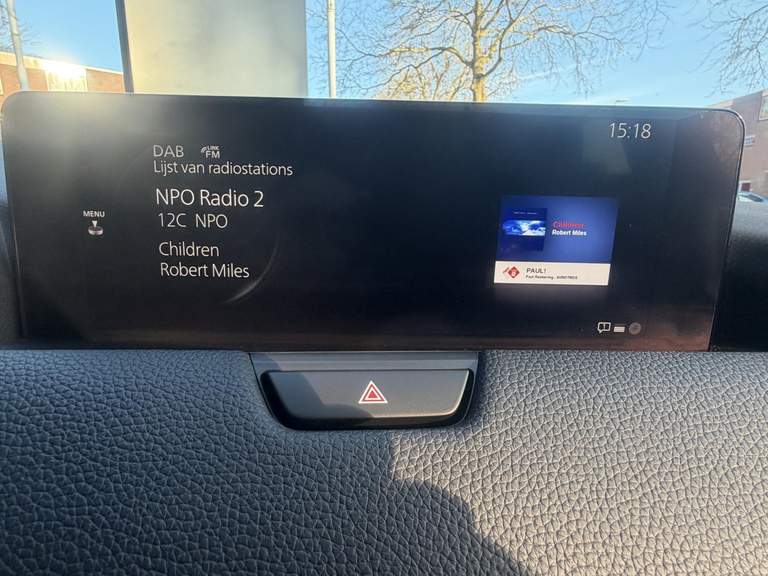 15:18
DAB LINK FM
Lijst van radiostations
NPO Radio 2
12C NPO
MENU
Children
Robert Miles
Children
Robert Miles
PAUL!